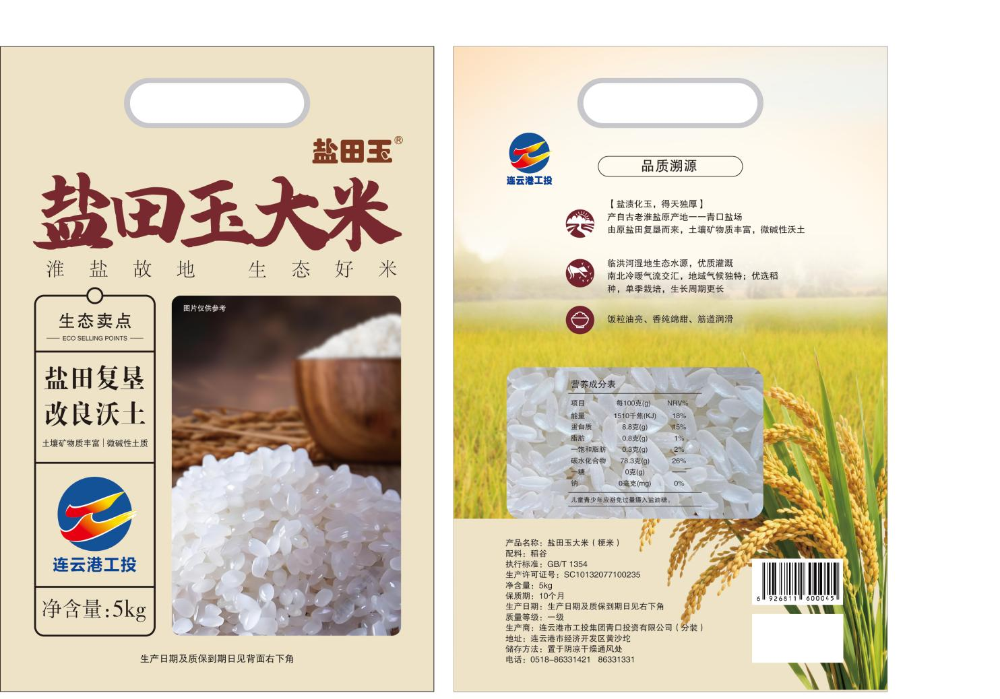 盐田玉®
盐田玉大米
淮盐故地 生态好米
生态卖点
ECO SELLING POINTS
盐田复垦
改良沃土
土壤矿物质丰富|微碱性土质
连云港工投
净含量:5kg
图片仅供参考
生产日期及质保到期日见背面右下角
连云港工投
品质溯源
【盐渍化玉，得天独厚】
产自古老淮盐原产地一一青口盐场
由原盐田复垦而来，土壤矿物质丰富，微碱性沃土
临洪河湿地生态水源，优质灌溉
南北冷暖气流交汇，地域气候独特；优选稻
种，单季栽培，生长周期更长
饭粒油亮、香纯绵甜、筋道润滑
营养成分表
项目 每100克(g) NRV%
能量 1510千焦(KJ) 18%
蛋白质 8.8克(g) 15%
脂肪 0.8克(g) 1%
一饱和脂肪 0.3克(g) 2%
碳水化合物 78.3克(g) 26%
一糖 0克(g) ——
钠 0毫克(mg) 0%
儿童青少年应避免过量摄入盐油糖。
产品名称：盐田玉大米（粳米）
配料：稻谷
执行标准：GB/T 1354
生产许可证号：SC10132077100235
净含量：5kg
保质期：10个月
生产日期：生产日期及质保到期日见右下角
质量等级：一级
生产商：连云港市工投集团青口投资有限公司（分装）
地址：连云港市经济开发区黄沙坨
储存方法：置于阴凉干燥通风处
电话：0518–86331421 86331331
6 926811 600045